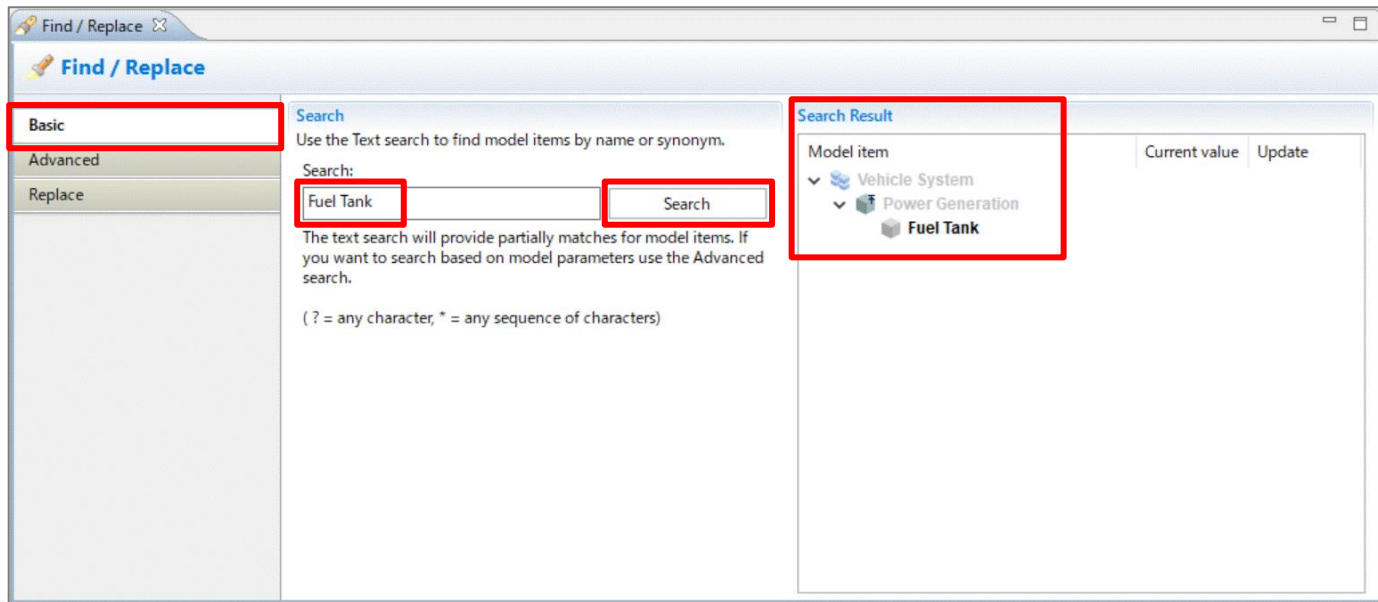 Find / Replace
Find / Replace
Basic
Advanced
Replace
Search
Use the Text search to find model items by name or synonym.
Search:
Fuel Tank
Search
The text search will provide partially matches for model items. If
you want to search based on model parameters use the Advanced
search.
( ? = any character, * = any sequence of characters)
Search Result
Model item Current value Update
Vehicle System
Power Generation
Fuel Tank